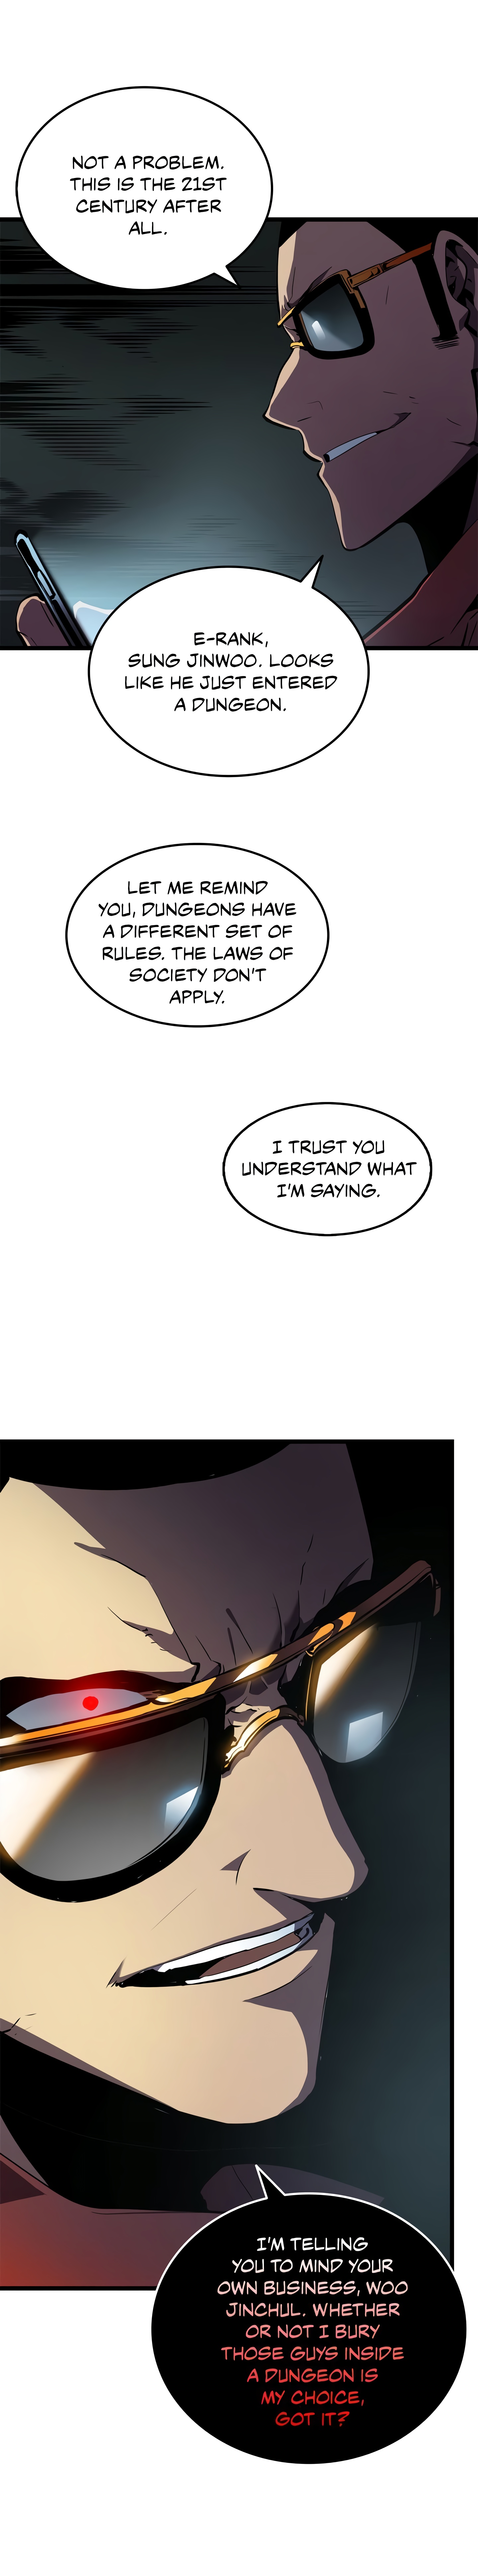 NOT A PROBLEM.
THIS IS THE 21ST
CENTURY AFTER
ALL.
E-RANK,
SUNG JINWOO. LOOKS
LIKE HE JUST ENTERED
A DUNGEON.
LET ME REMIND
YOU, DUNGEONS HAVE
A DIFFERENT SET OF
RULES. THE LAWS OF
SOCIETY DON'T
APPLY.
I TRUST YOU
UNDERSTAND WHAT
I'M SAYING.
I'M TELLING
YOU TO MIND YOUR
OWN BUSINESS, WOO
JINCHUL. WHETHER
OR NOT I BURY
THOSE GUYS INSIDE
A DUNGEON IS
MY CHOICE,
GOT IT?